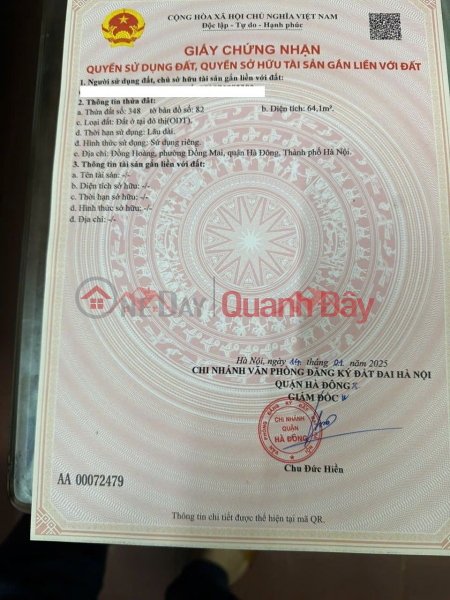 CỘNG HÒA XÃ HỘI CHỦ NGHĨA VIỆT NAM
Độc lập - Tự do - Hạnh phúc
GIẤY CHỨNG NHẬN
QUYỀN SỬ DỤNG ĐẤT, QUYỀN SỞ HỮU TÀI SẢN GẮN LIỀN VỚI ĐẤT
1. Người sử dụng đất, chủ sở hữu tài sản gắn liền với đất:
2. Thông tin thửa đất:
a. Thửa đất số: 348 tờ bản đồ số: 82 b. Diện tích: 64,1m².
c. Loại đất: Đất ở tại đô thị(ODT).
d. Thời hạn sử dụng: Lâu dài.
đ. Hình thức sử dụng: Sử dụng riêng.
e. Địa chỉ: Đồng Hoàng, phường Đồng Mai, quận Hà Đông, Thành phố Hà Nội.
3. Thông tin tài sản gắn liền với đất:
a. Tên tài sản: -/-
b. Diện tích sở hữu: -/-
c. Thời hạn sở hữu: -/-
d. Hình thức sở hữu: -/-
đ. Địa chỉ: -/-
ONEDAY Quanh Đây
Hà Nội, ngày 14 tháng 01 năm 2025
CHI NHÁNH VĂN PHÒNG ĐĂNG KÝ ĐẤT ĐAI HÀ NỘI
QUẬN HÀ ĐÔNG
GIÁM ĐỐC
CHI NHÁNH
QUẬN
HÀ ĐÔNG
Chu Đức Hiền
AA 00072479
Thông tin chi tiết được thể hiện tại mã QR.